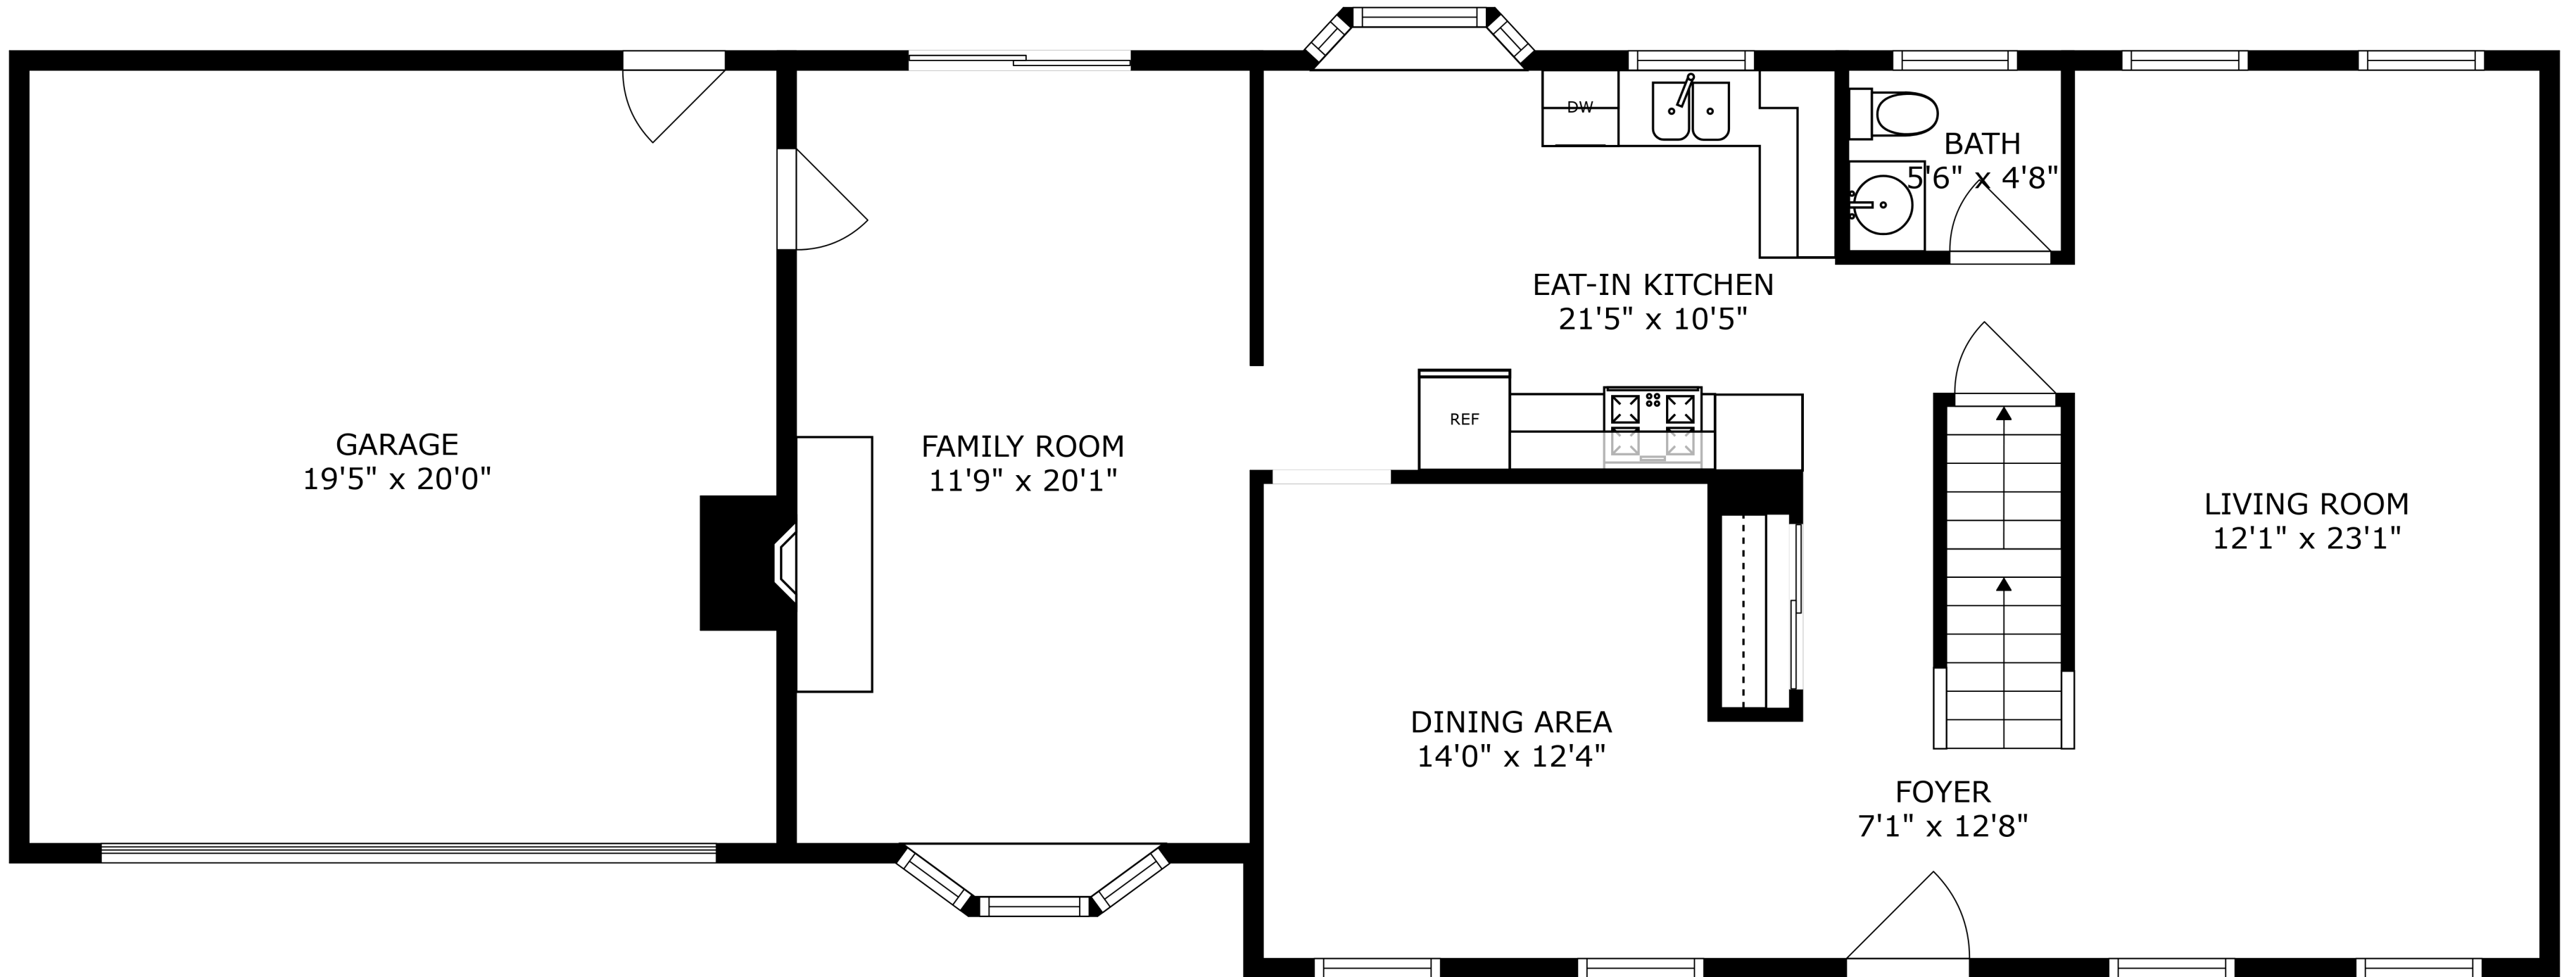 DW
BATH
5'6" x 4'8"
EAT-IN KITCHEN
21'5" x 10'5"
REF
GARAGE
19'5" x 20'0"
FAMILY ROOM
11'9" x 20'1"
LIVING ROOM
12'1" x 23'1"
DINING AREA
14'0" x 12'4"
FOYER
7'1" x 12'8"